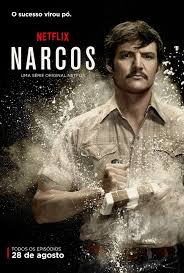 O sucesso virou pó.
NETFLIX
NARCOS
UMA SÉRIE ORIGINAL NETFLIX
TODOS OS EPISÓDIOS
28 de agosto